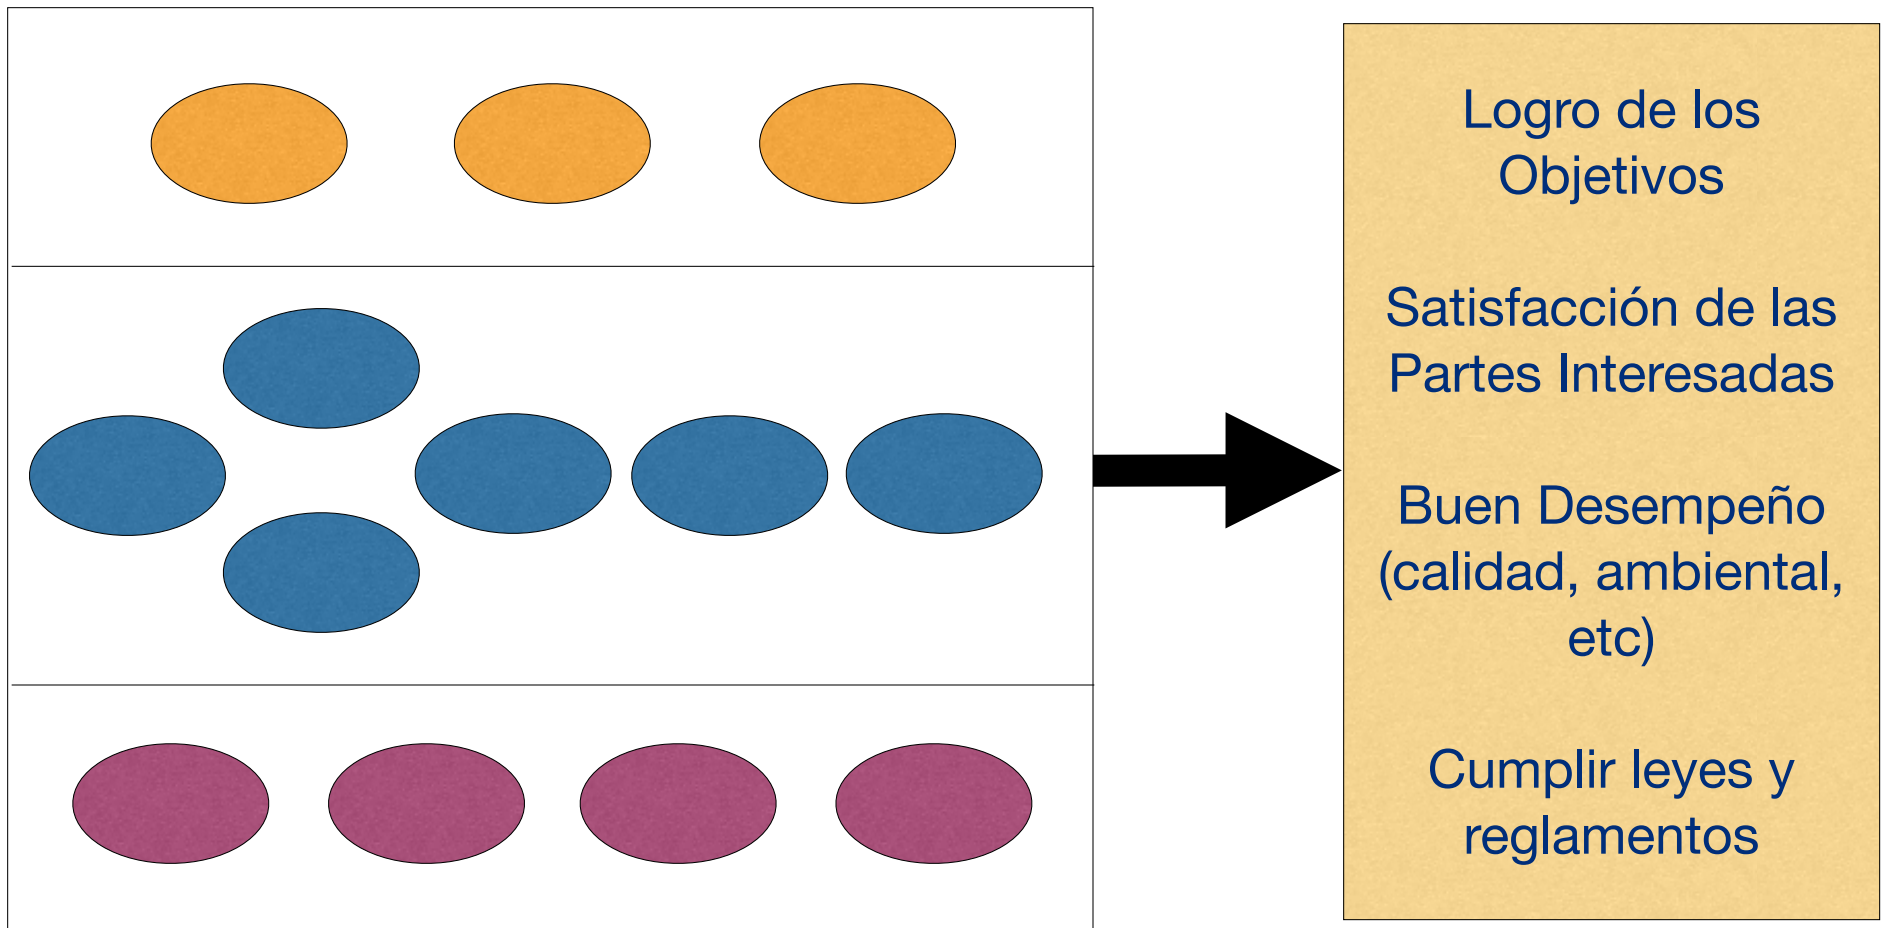 Logro de los
Objetivos
Satisfacción de las
Partes Interesadas
Buen Desempeño
(calidad, ambiental,
etc)
Cumplir leyes y
reglamentos